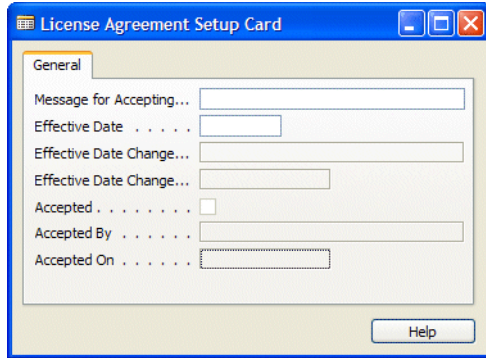 License Agreement Setup Card
General
Message for Accepting...
Effective Date . . . . .
Effective Date Change...
Effective Date Change...
Accepted . . . . . . . .
Accepted By . . . . . .
Accepted On . . . . . .
Help